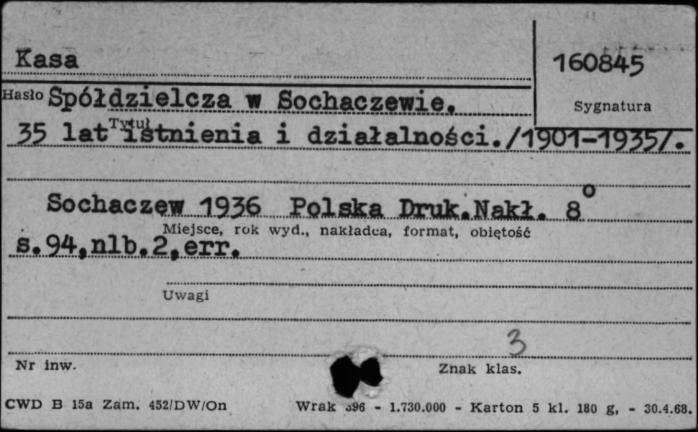 Kasa
160845
Hasło Spółdzielcza w Sochaczewie.
Sygnatura
35 lat Tytuł istnienia i działalności./1901-1935/.
Sochaczew 1936 Polska Druk.Nakł. 8°
Miejsce, rok wyd., nakładca, format, obiętość
s.94,nlb.2,err.
Uwagi
3
Nr inw.
Znak klas.
CWD B 15a Zam. 452/DW/On Wrak 396 - 1.730.000 - Karton 5 kl. 180 g, - 30.4.68.